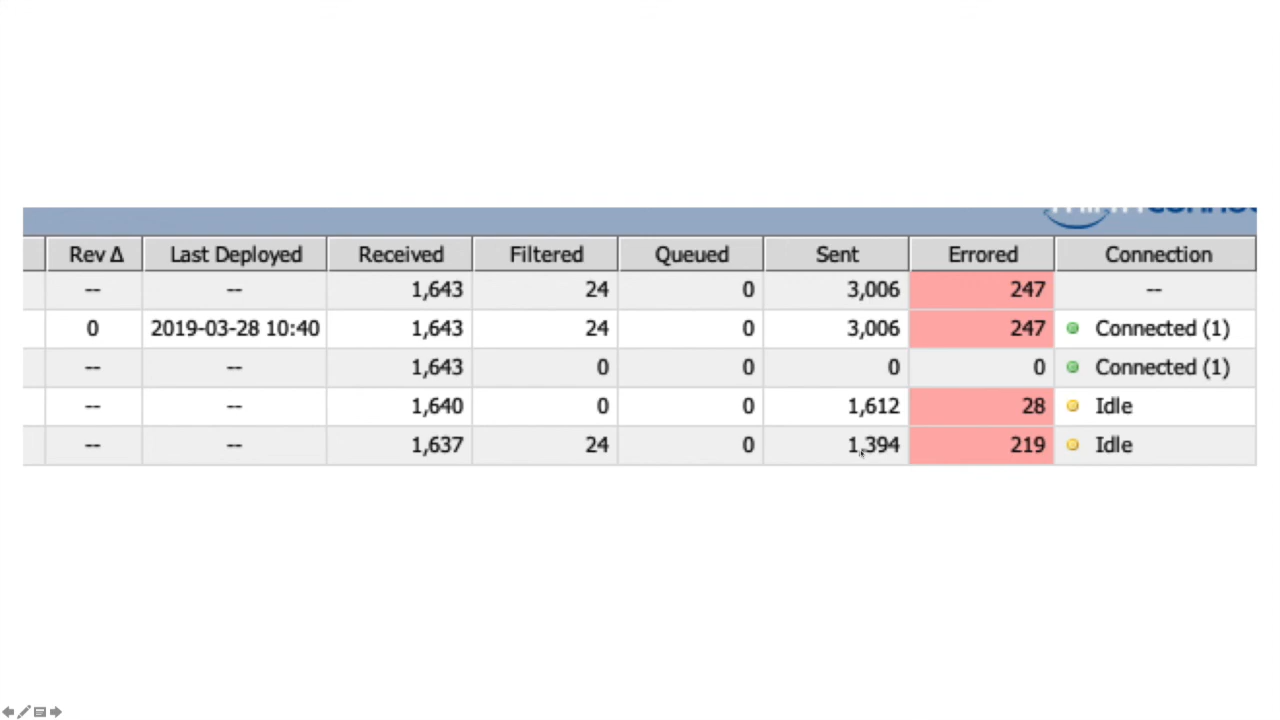 Rev Δ Last Deployed Received Filtered Queued Sent Errored Connection
-- -- 1,643 24 0 3,006 247 --
0 2019-03-28 10:40 1,643 24 0 3,006 247 Connected (1)
-- -- 1,643 0 0 0 0 Connected (1)
-- -- 1,640 0 0 1,612 28 Idle
-- -- 1,637 24 0 1,394 219 Idle